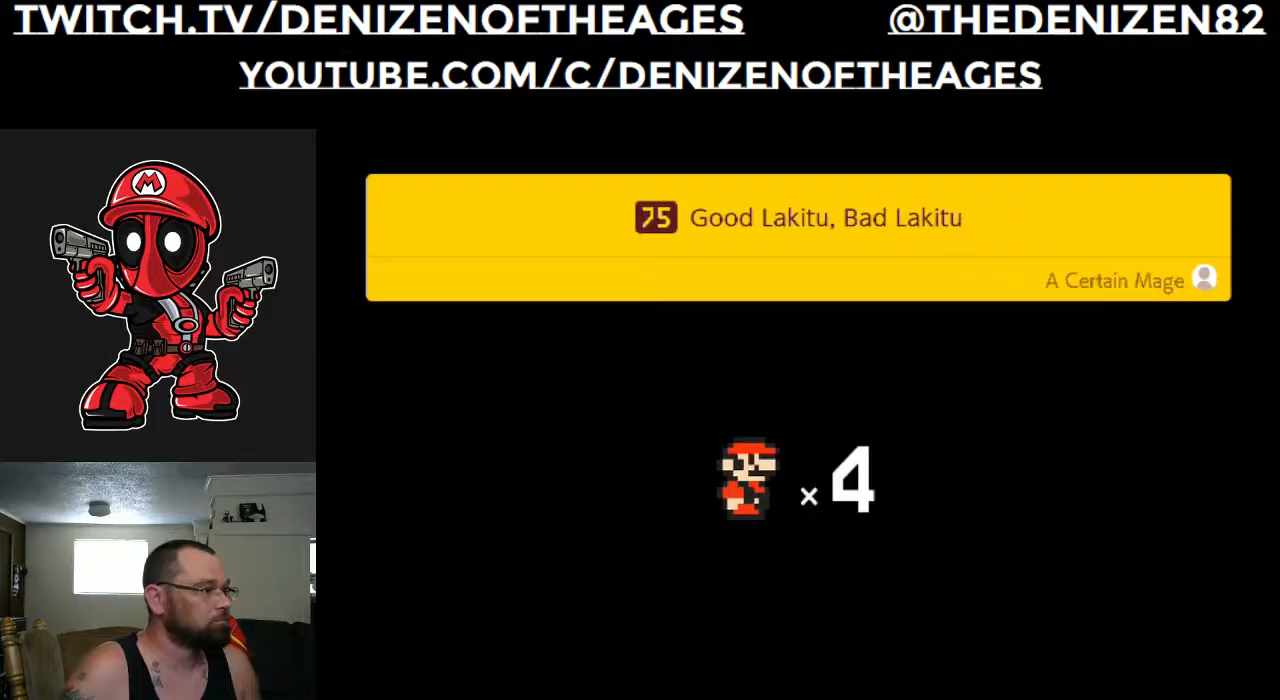 TWITCH.TV/DENIZENOFTHEAGES @THEDENIZEN82
YOUTUBE.COM/C/DENIZENOFTHEAGES
M
75 Good Lakitu, Bad Lakitu
A Certain Mage
× 4